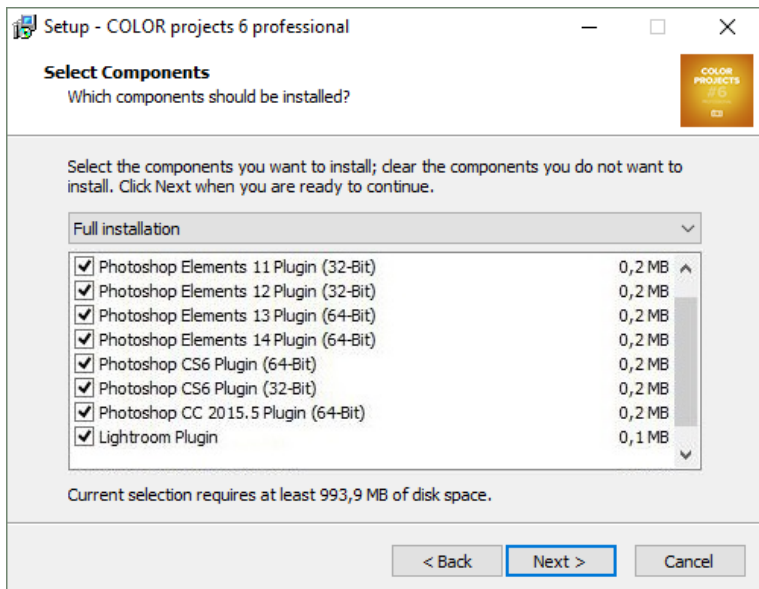 Setup - COLOR projects 6 professional
Select Components
Which components should be installed?
COLOR
PROJECTS
#6
Select the components you want to install; clear the components you do not want to
install. Click Next when you are ready to continue.
Full installation
Photoshop Elements 11 Plugin (32-Bit) 0,2 MB
Photoshop Elements 12 Plugin (32-Bit) 0,2 MB
Photoshop Elements 13 Plugin (64-Bit) 0,2 MB
Photoshop Elements 14 Plugin (64-Bit) 0,2 MB
Photoshop CS6 Plugin (64-Bit) 0,2 MB
Photoshop CS6 Plugin (32-Bit) 0,2 MB
Photoshop CC 2015.5 Plugin (64-Bit) 0,2 MB
Lightroom Plugin 0,1 MB
Current selection requires at least 993,9 MB of disk space.
< Back Next > Cancel